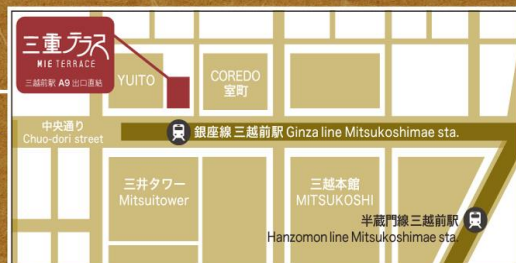 三重テラス
MIE TERRACE
三越前駅 A9 出口直結
YUITO
COREDO
室町
中央通り
Chuo-dori street
銀座線 三越前駅 Ginza line Mitsukoshimae sta.
三井タワー
Mitsuitower
三越本館
MITSUKOSHI
半蔵門線三越前駅
Hanzomon line Mitsukoshimae sta.